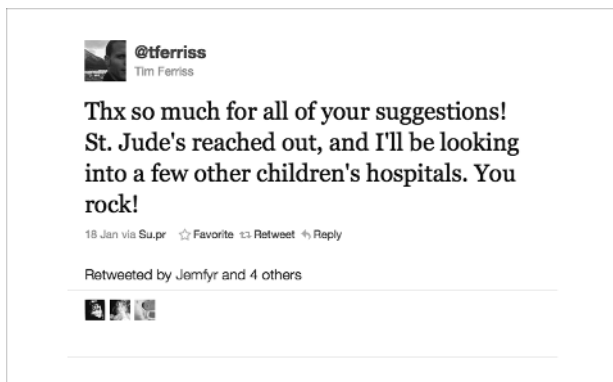 @tferriss
Tim Ferriss
Thx so much for all of your suggestions!
St. Jude's reached out, and I'll be looking
into a few other children's hospitals. You
rock!
18 Jan via Su.pr Favorite Retweet Reply
Retweeted by Jemfyr and 4 others